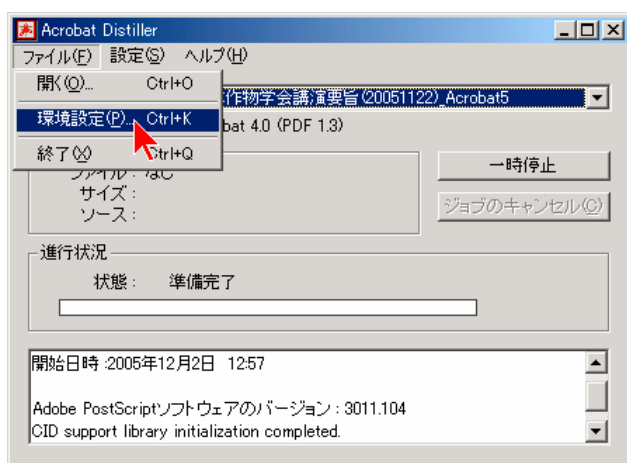 Acrobat Distiller
ファイル(F) 設定(S) ヘルプ(H)
開く(O)... Ctrl+O
作物学会講演要旨(20051122)_Acrobat5
環境設定(P)... Ctrl+K
bat 4.0 (PDF 1.3)
終了(X) Ctrl+Q
ファイル : なし
一時停止
サイズ :
ソース :
ジョブのキャンセル(C)
進行状況
状態 : 準備完了
開始日時 :2005年12月2日 12:57
Adobe PostScriptソフトウェアのバージョン : 3011.104
CID support library initialization completed.